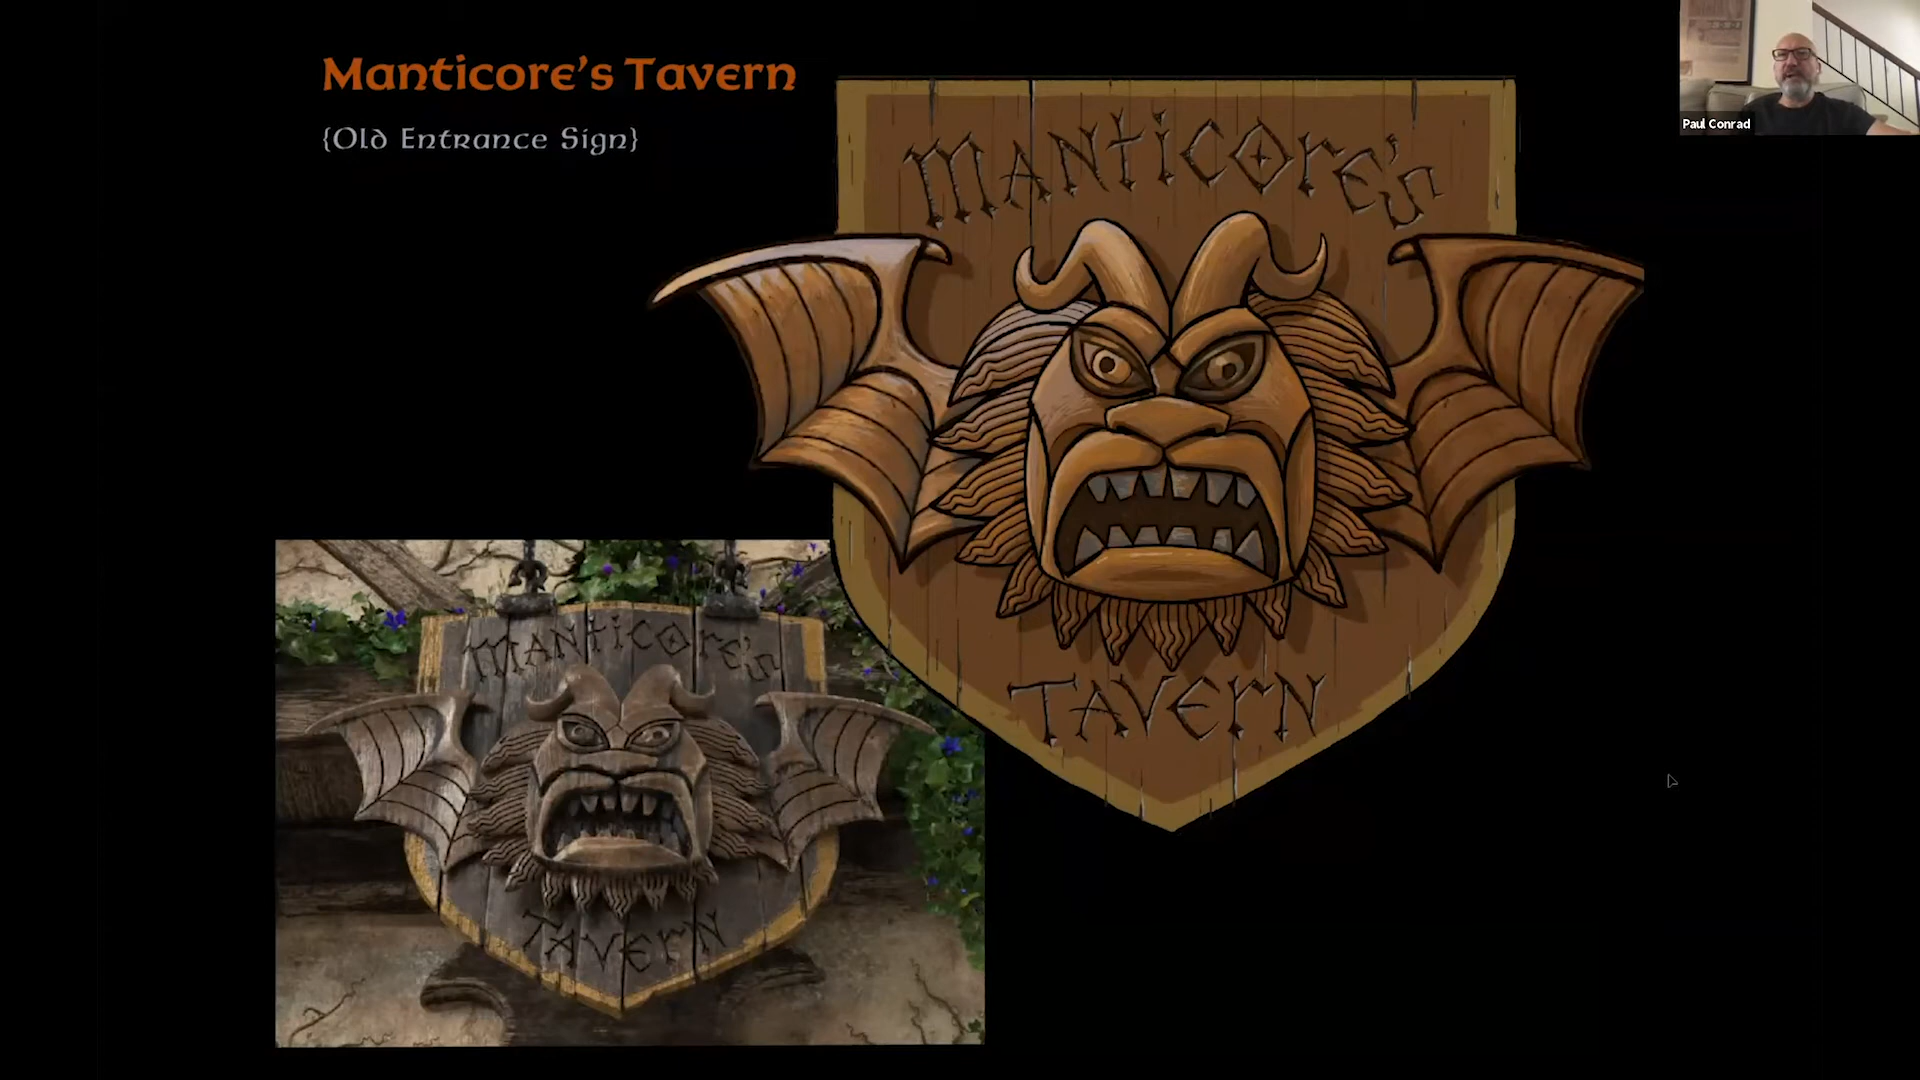 Manticore's Tavern
{Old Entrance Sign}
Manticore's
Tavern
Manticore's
Tavern
Paul Conrad